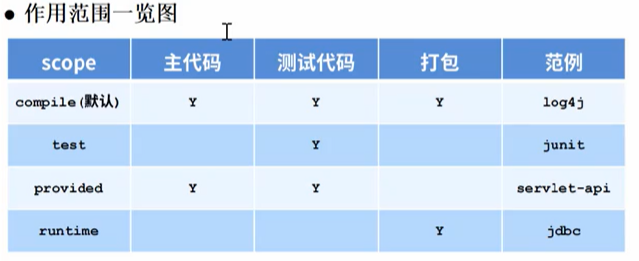 ● 作用范围一览图
scope 主代码 测试代码 打包 范例
compile(默认) Y Y Y log4j
test Y junit
provided Y Y servlet-api
runtime Y jdbc